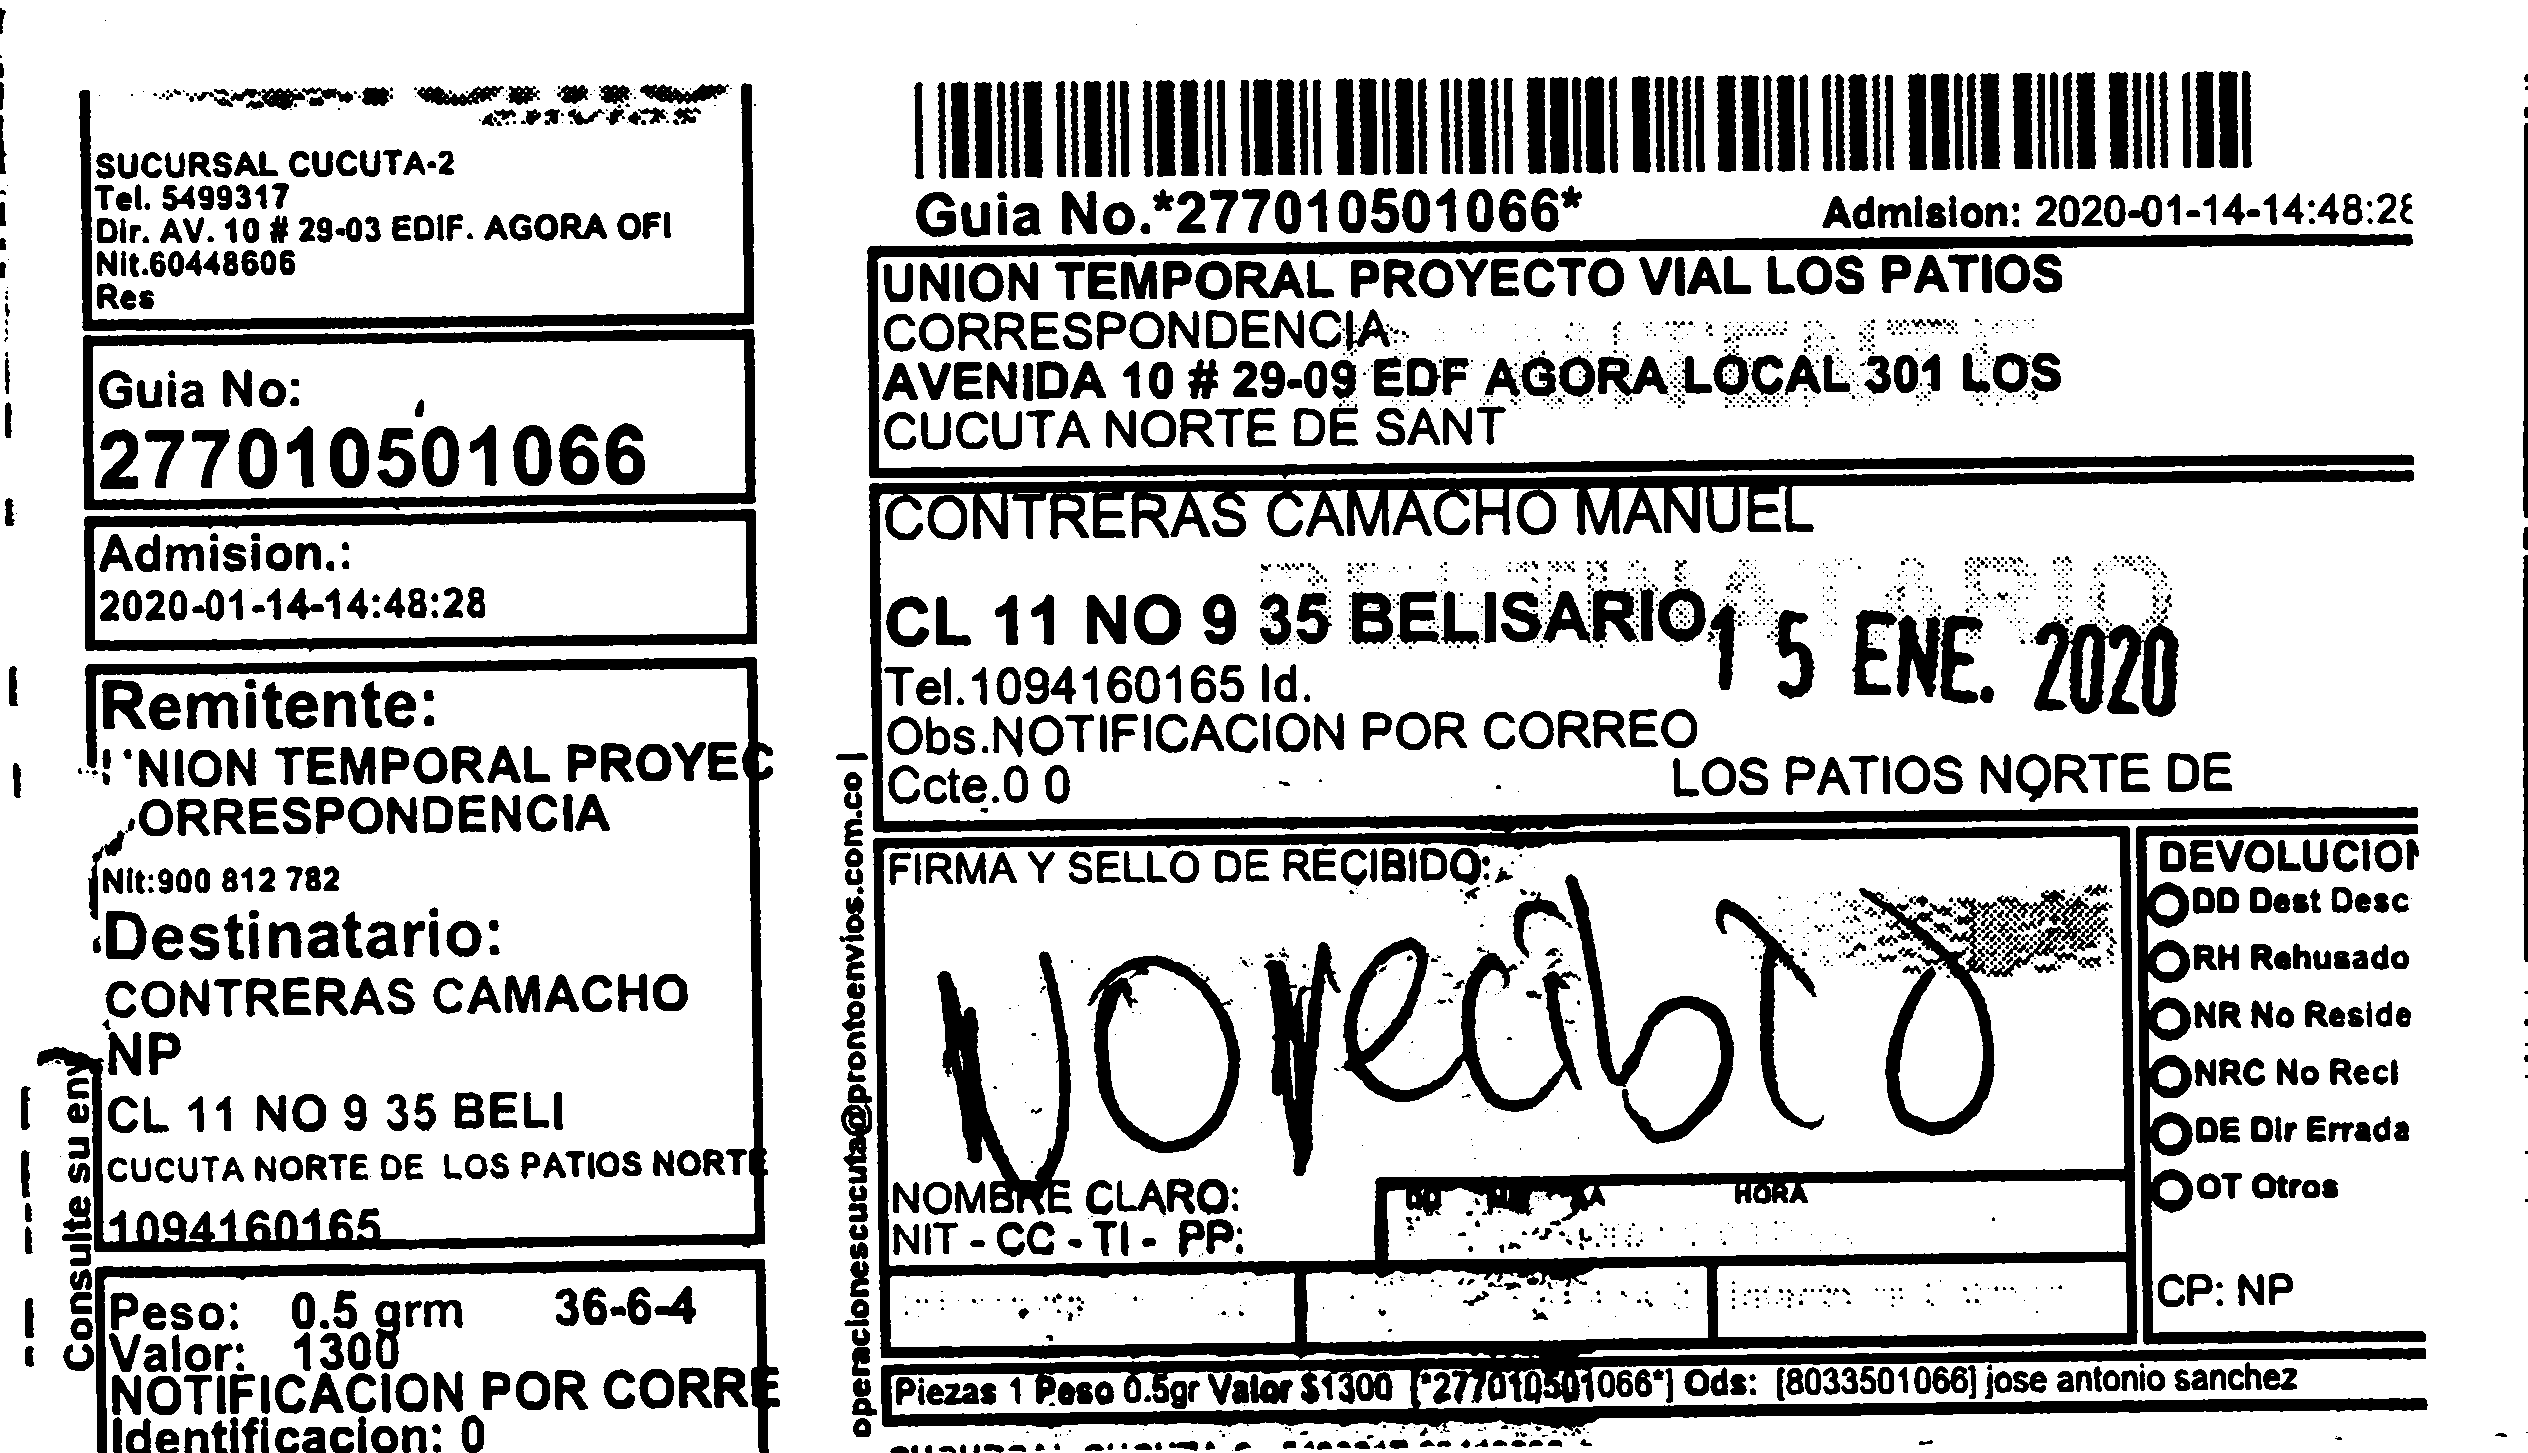 SUCURSAL CUCUTA-2
Tel. 5499317
Dir. AV. 10 # 29-03 EDIF. AGORA OFI
Nit.60448606
Res
Guia No:
277010501066
Admision.:
2020-01-14-14:48:28
Remitente:
NION TEMPORAL PROYEC
ORRESPONDENCIA
Nit:900 812 782
Destinatario:
CONTRERAS CAMACHO
NP
CL 11 NO 9 35 BELI
CUCUTA NORTE DE LOS PATIOS NORTE
1094160165
Peso: 0.5 grm 36-6-4
Valor: 1300
NOTIFICACION POR CORRE
Identificacion: 0
Consulte su env
operacionescucuta@prontoenvios.com.co |
Guia No.*277010501066*
Admision: 2020-01-14-14:48:28
UNION TEMPORAL PROYECTO VIAL LOS PATIOS
CORRESPONDENCIA
AVENIDA 10 # 29-09 EDF AGORA LOCAL 301 LOS
CUCUTA NORTE DE SANT
CONTRERAS CAMACHO MANUEL
DESTINATARIO
CL 11 NO 9 35 BELISARIO
15 ENE. 2020
Tel.1094160165 Id.
Obs.NOTIFICACION POR CORREO
Ccte.0 0
LOS PATIOS NORTE DE
FIRMA Y SELLO DE RECIBIDO:
No recibio
NOMBRE CLARO:
NIT - CC - TI - PP:
HORA
DEVOLUCION
DD Dest Desc
RH Rehusado
NR No Reside
NRC No Reci
DE Dir Errada
OT Otros
CP: NP
Piezas 1 Peso 0.5gr Valor $1300 [*277010501066*] Ods: [8033501066] jose antonio sanchez